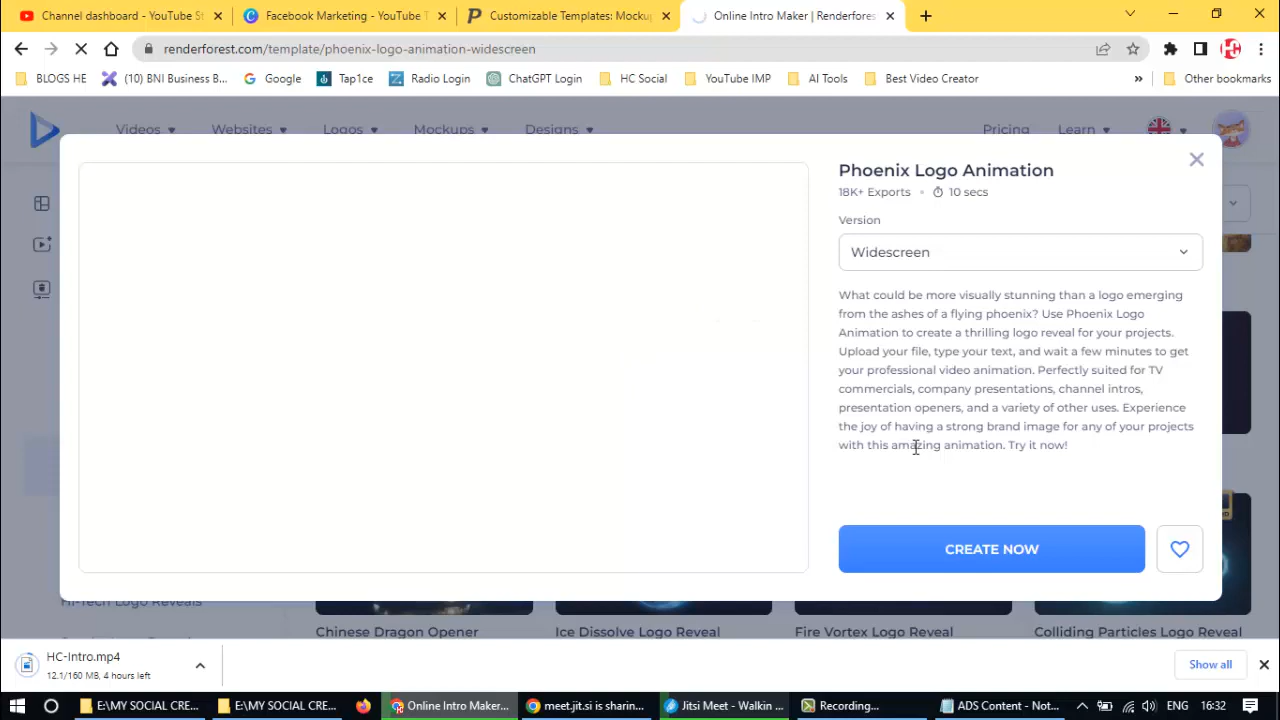 Channel dashboard - YouTube St
Facebook Marketing - YouTube T
Customizable Templates: Mocku
Online Intro Maker | Renderfores
renderforest.com/template/phoenix-logo-animation-widescreen
BLOGS HE
(10) BNI Business B...
Google
Tap1ce
Radio Login
ChatGPT Login
HC Social
YouTube IMP
AI Tools
Best Video Creator
Other bookmarks
Videos
Websites
Logos
Mockups
Designs
Pricing
Learn
Phoenix Logo Animation
18K+ Exports • 10 secs
Version
Widescreen
What could be more visually stunning than a logo emerging
from the ashes of a flying phoenix? Use Phoenix Logo
Animation to create a thrilling logo reveal for your projects.
Upload your file, type your text, and wait a few minutes to get
your professional video animation. Perfectly suited for TV
commercials, company presentations, channel intros,
presentation openers, and a variety of other uses. Experience
the joy of having a strong brand image for any of your projects
with this amazing animation. Try it now!
CREATE NOW
Hi-Tech Logo Reveals
Chinese Dragon Opener
Ice Dissolve Logo Reveal
Fire Vortex Logo Reveal
Colliding Particles Logo Reveal
HC-Intro.mp4
12.1/160 MB, 4 hours left
Show all
E:\MY SOCIAL CRE...
E:\MY SOCIAL CRE...
Online Intro Maker...
meet.jit.si is sharin...
Jitsi Meet - Walkin ...
Recording...
ADS Content - Not...
ENG
16:32